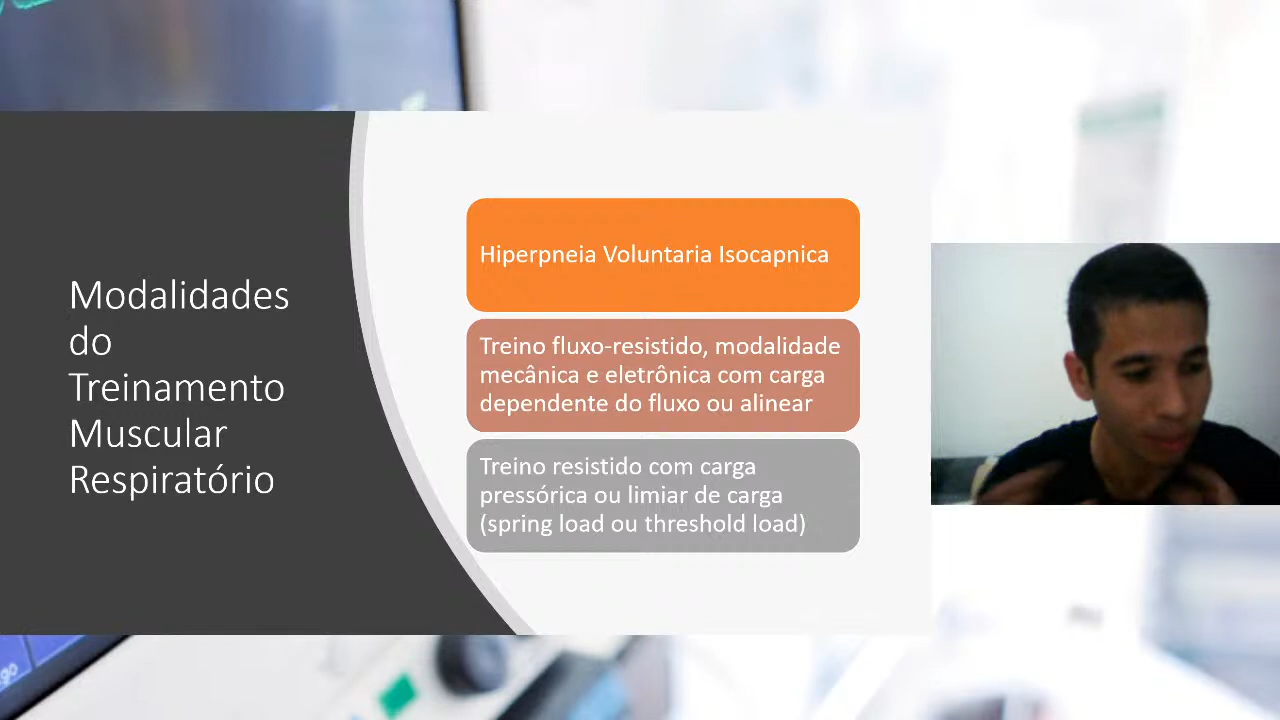 Modalidades
do
Treinamento
Muscular
Respiratório
Hiperpneia Voluntaria Isocapnica
Treino fluxo-resistido, modalidade
mecânica e eletrônica com carga
dependente do fluxo ou alinear
Treino resistido com carga
pressórica ou limiar de carga
(spring load ou threshold load)